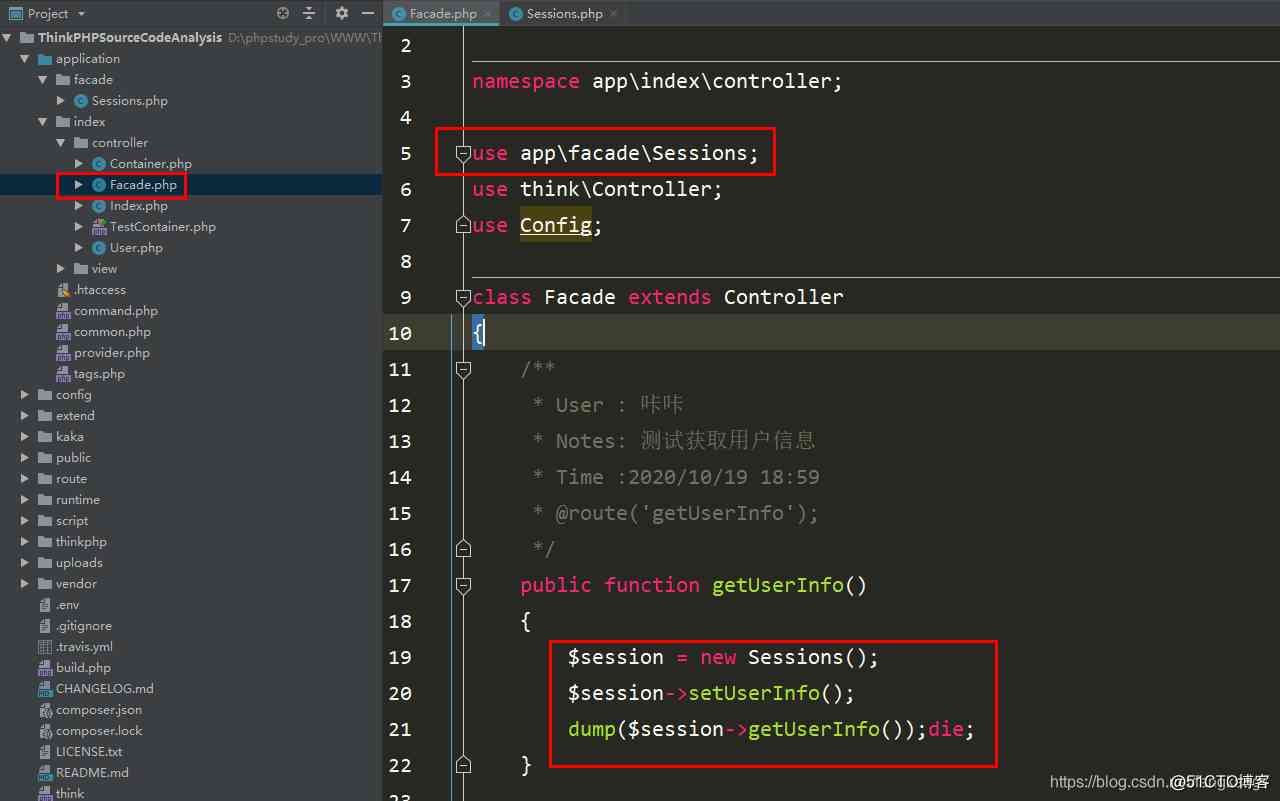 Project
ThinkPHPSourceCodeAnalysis D:\phpstudy_pro\WWW\Th
application
facade
Sessions.php
index
controller
Container.php
Facade.php
Index.php
TestContainer.php
User.php
view
.htaccess
command.php
common.php
provider.php
tags.php
config
extend
kaka
public
route
runtime
script
thinkphp
uploads
vendor
.env
.gitignore
.travis.yml
build.php
CHANGELOG.md
composer.json
composer.lock
LICENSE.txt
README.md
think
Facade.php × Sessions.php ×
2
3 namespace app\index\controller;
4
5 use app\facade\Sessions;
6 use think\Controller;
7 use Config;
8
9 class Facade extends Controller
10 {
11 /**
12 * User : 咔咔
13 * Notes: 测试获取用户信息
14 * Time :2020/10/19 18:59
15 * @route('getUserInfo');
16 */
17 public function getUserInfo()
18 {
19 $session = new Sessions();
20 $session->setUserInfo();
21 dump($session->getUserInfo());die;
22 }
23
https://blog.csdn.n
@51CTO博客